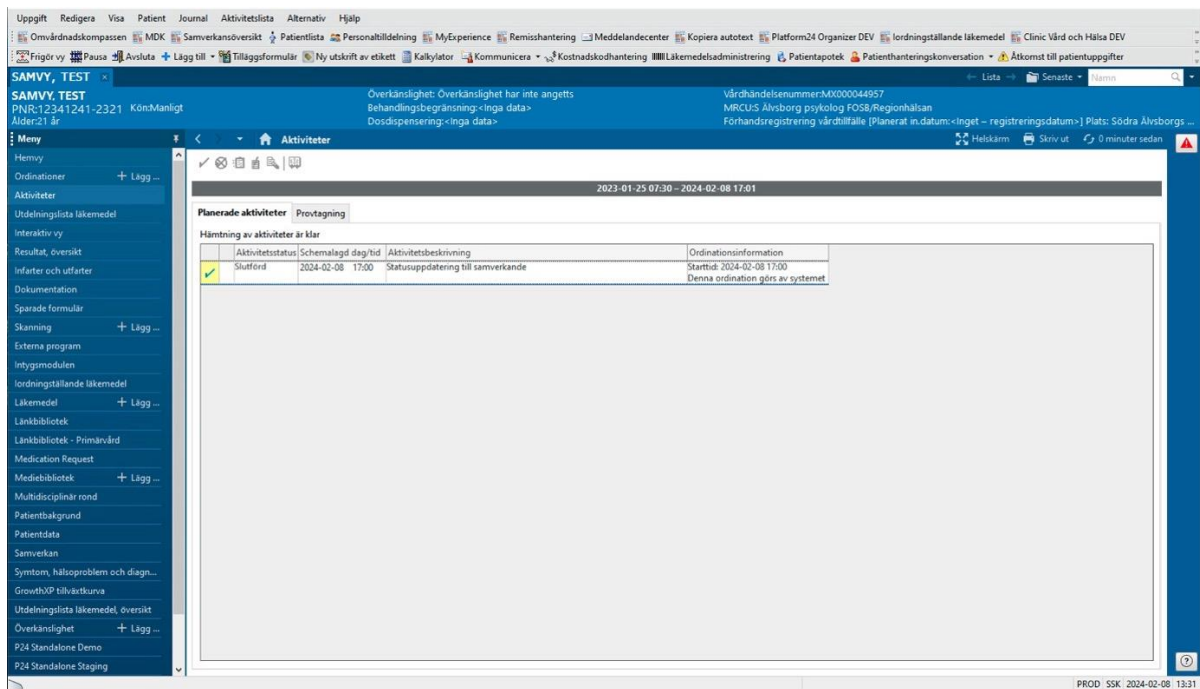 Uppgift Redigera Visa Patient Journal Aktivitetslista Alternativ Hjälp
Omvårdnadskompassen MDK Samverkansöversikt Patientlista Personaltilldelning MyExperience Remisshantering Meddelandecenter Kopiera autotext Platform24 Organizer DEV Iordningställande läkemedel Clinic Vård och Hälsa DEV
Frigör vy Pausa Avsluta Lägg till Tilläggsformulär Ny utskrift av etikett Kalkylator Kommunicera Kostnadskodhantering Läkemedelsadministrering Patientapotek Patienthanteringskonversation Åtkomst till patientuppgifter
SAMVY, TEST × Lista Senaste Namn
SAMVY, TEST Överkänslighet: Överkänslighet har inte angetts Vårdhändelsenummer:MX000044957
PNR:12341241-2321 Kön:Manligt Behandlingsbegränsning:<Inga data> MRCU:S Älvsborg psykolog FOSB/Regionhälsan
Ålder:21 år Dosdispensering:<Inga data> Förhandsregistrering vårdtillfälle [Planerat in.datum:<Inget – registreringsdatum>] Plats: Södra Älvsborgs ...
Meny Aktiviteter Helskärm Skriv ut 0 minuter sedan
Hemvy
Ordinationer + Lägg ...
Aktiviteter
2023-01-25 07:30 – 2024-02-08 17:01
Utdelningslista läkemedel
Planerade aktiviteter Provtagning
Interaktiv vy
Hämtning av aktiviteter är klar
Resultat, översikt
Aktivitetsstatus Schemalagd dag/tid Aktivitetsbeskrivning Ordinationsinformation
Slutförd 2024-02-08 17:00 Statusuppdatering till samverkande Starttid: 2024-02-08 17:00
Denna ordination görs av systemet
Infarter och utfarter
Dokumentation
Sparade formulär
Skanning + Lägg ...
Externa program
Intygsmodulen
Iordningställande läkemedel
Läkemedel + Lägg ...
Länkbibliotek
Länkbibliotek - Primärvård
Medication Request
Mediebibliotek + Lägg ...
Multidisciplinär rond
Patientbakgrund
Patientdata
Samverkan
Symtom, hälsoproblem och diagn...
GrowthXP tillväxtkurva
Utdelningslista läkemedel, översikt
Överkänslighet + Lägg ...
P24 Standalone Demo
P24 Standalone Staging
PROD SSK 2024-02-08 13:31